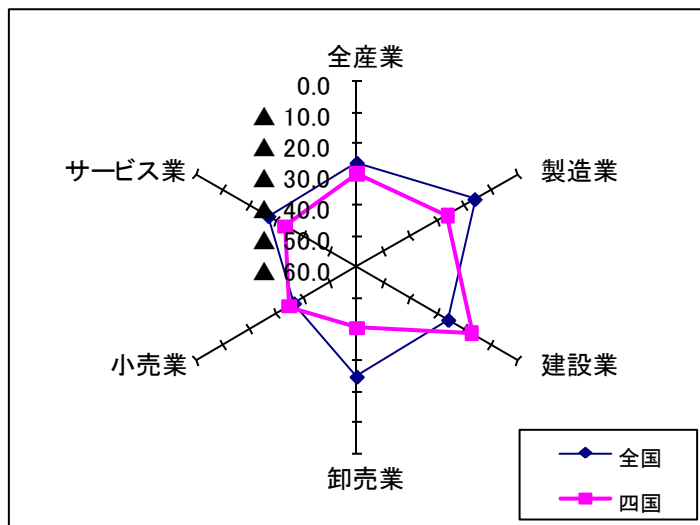 全産業
0.0
▲ 10.0
▲ 20.0
▲ 30.0
▲ 40.0
▲ 50.0
▲ 60.0
サービス業
製造業
小売業
建設業
卸売業
全国
四国